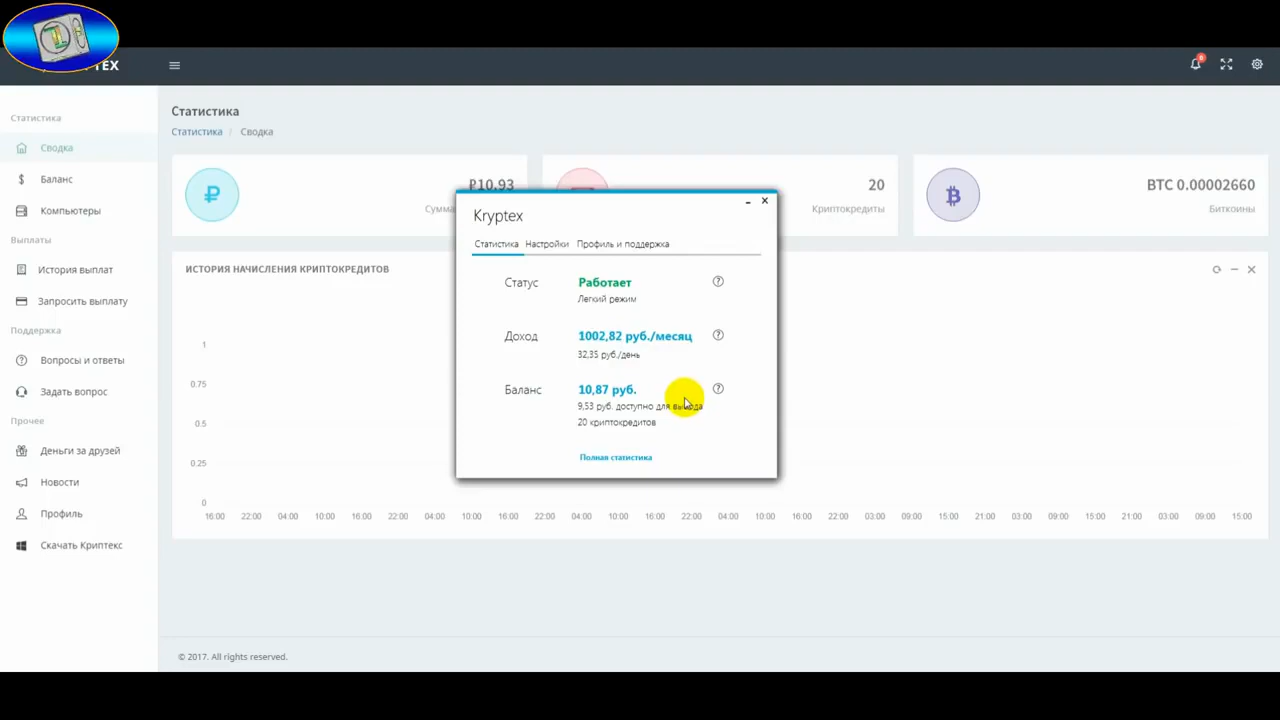 TEX
Статистика
Сводка
Баланс
Компьютеры
Выплаты
История выплат
Запросить выплату
Поддержка
Вопросы и ответы
Задать вопрос
Прочее
Деньги за друзей
Новости
Профиль
Скачать Криптекс
Статистика
Статистика / Сводка
₽10.93
20
Криптокредиты
BTC 0.00002660
Биткоины
ИСТОРИЯ НАЧИСЛЕНИЯ КРИПТОКРЕДИТОВ
1
0.75
0.5
0.25
0
16:00 22:00 04:00 10:00 16:00 22:00 04:00 10:00 16:00 22:00 04:00 10:00 16:00 22:00 04:00 10:00 16:00 22:00 03:00 09:00 15:00 21:00 03:00 09:00 15:00 21:00 03:00 09:00 15:00
Kryptex
Статистика Настройки Профиль и поддержка
Статус Работает
Легкий режим
Доход 1002,82 руб./месяц
32,35 руб./день
Баланс 10,87 руб.
9,53 руб. доступно для вывода
20 криптокредитов
Полная статистика
© 2017. All rights reserved.